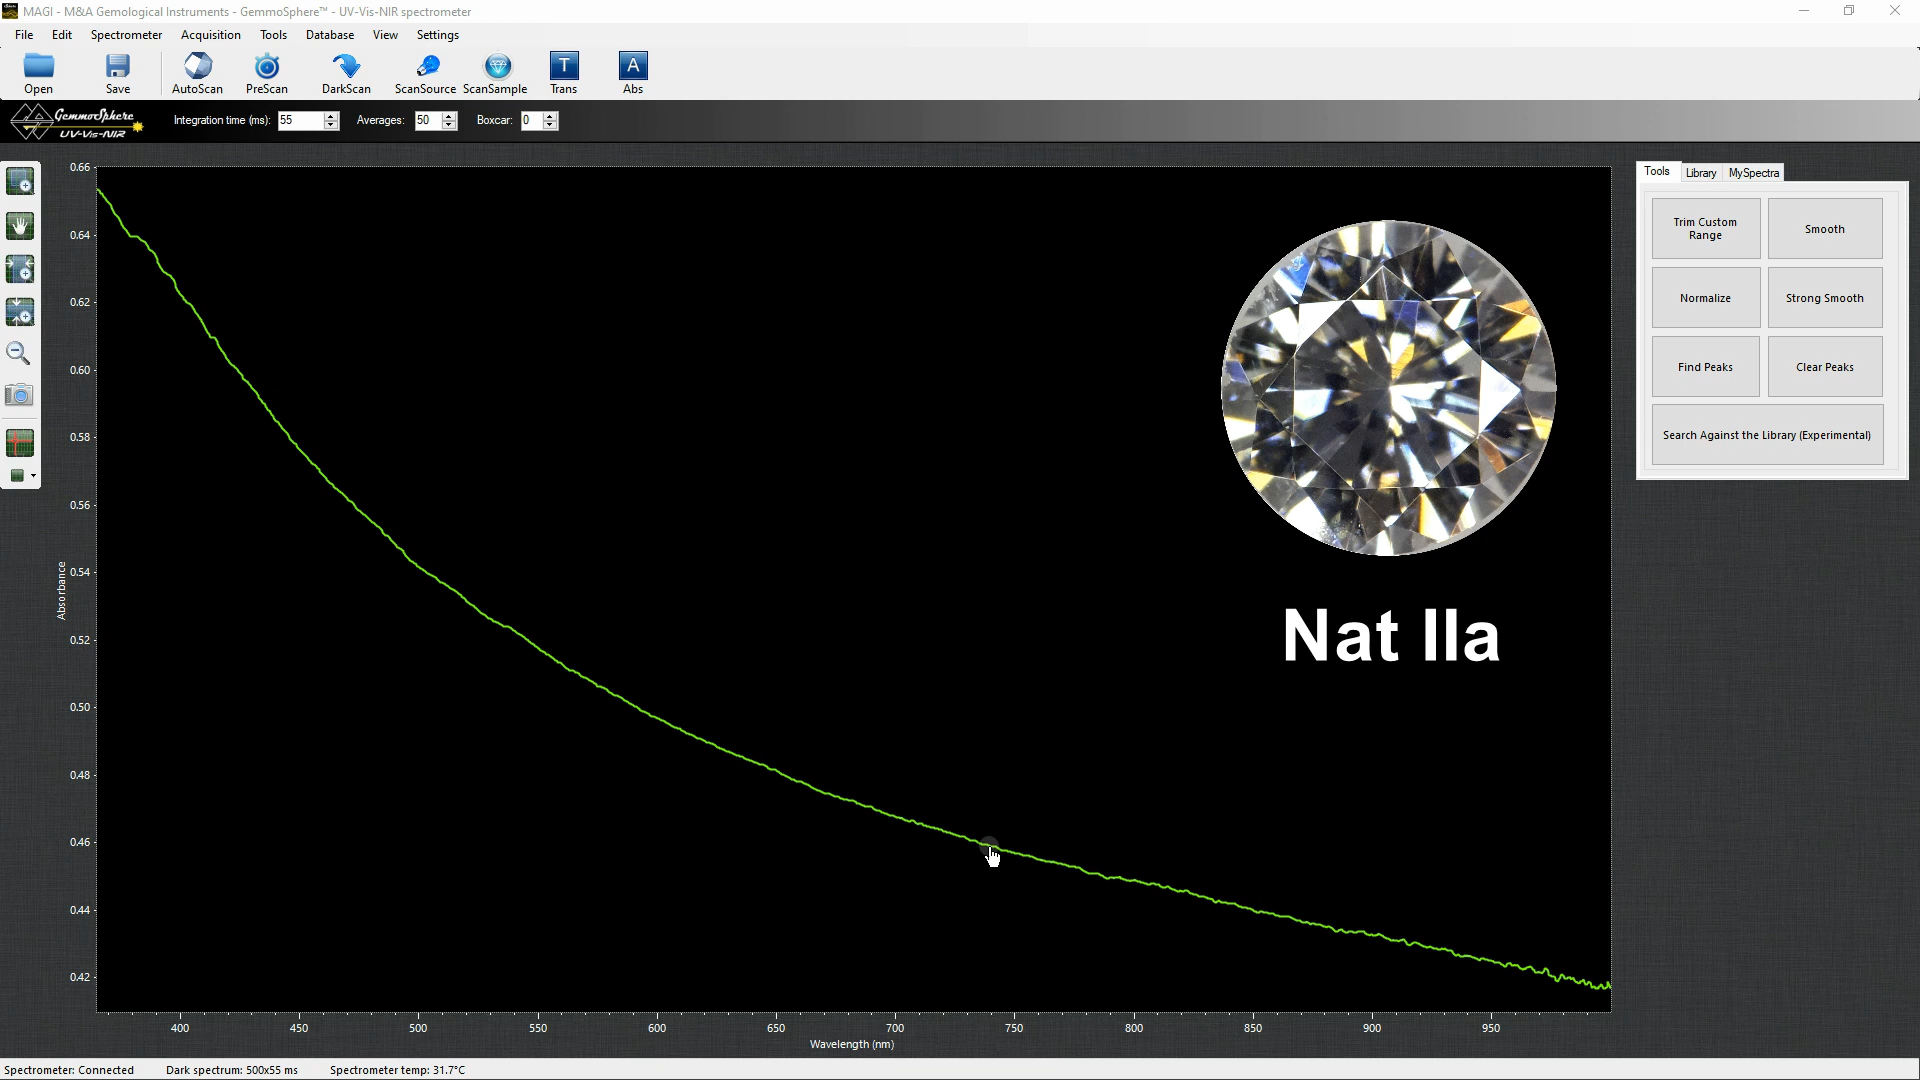 MAGI - M&A Gemological Instruments - GemmoSphere™ - UV-Vis-NIR spectrometer
File Edit Spectrometer Acquisition Tools Database View Settings
Open Save AutoScan PreScan DarkScan ScanSource ScanSample Trans Abs
T
A
GemmoSphere
UV-Vis-NIR
Integration time (ms): 55 Averages: 50 Boxcar: 0
Tools Library MySpectra
Trim Custom
Range
Smooth
Normalize
Strong Smooth
Find Peaks
Clear Peaks
Search Against the Library (Experimental)
0.66
0.64
0.62
0.60
0.58
0.56
0.54
0.52
0.50
0.48
0.46
0.44
0.42
Absorbance
Nat IIa
400 450 500 550 600 650 700 750 800 850 900 950
Wavelength (nm)
Spectrometer: Connected Dark spectrum: 500x55 ms Spectrometer temp: 31.7°C